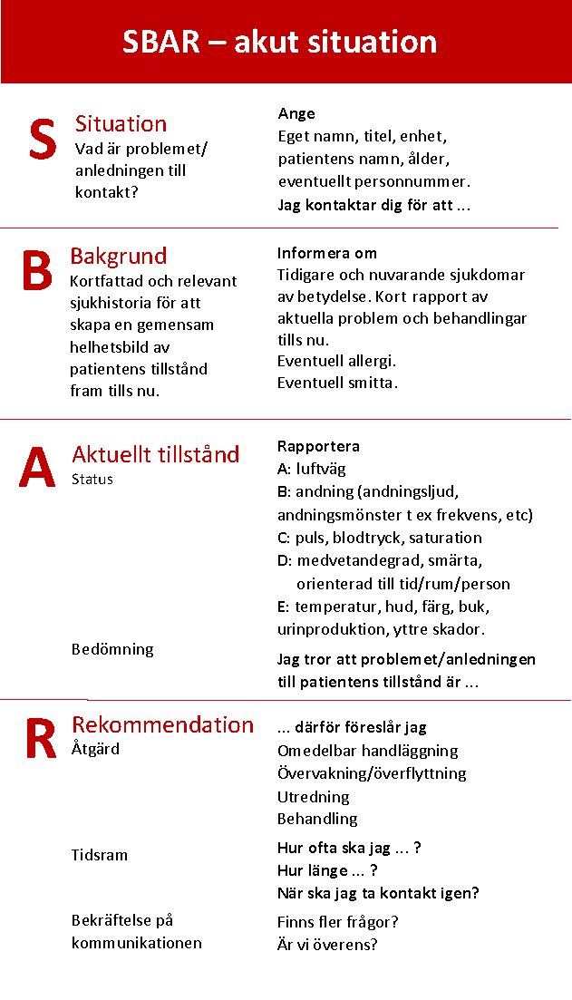 SBAR – akut situation
S
Situation
Vad är problemet/
anledningen till
kontakt?
Ange
Eget namn, titel, enhet,
patientens namn, ålder,
eventuellt personnummer.
Jag kontaktar dig för att ...
B
Bakgrund
Kortfattad och relevant
sjukhistoria för att
skapa en gemensam
helhetsbild av
patientens tillstånd
fram tills nu.
Informera om
Tidigare och nuvarande sjukdomar
av betydelse. Kort rapport av
aktuella problem och behandlingar
tills nu.
Eventuell allergi.
Eventuell smitta.
A
Aktuellt tillstånd
Status
Rapportera
A: luftväg
B: andning (andningsljud,
andningsmönster t ex frekvens, etc)
C: puls, blodtryck, saturation
D: medvetandegrad, smärta,
orienterad till tid/rum/person
E: temperatur, hud, färg, buk,
urinproduktion, yttre skador.
Bedömning
Jag tror att problemet/anledningen
till patientens tillstånd är ...
R
Rekommendation
Åtgärd
... därför föreslår jag
Omedelbar handläggning
Övervakning/överflyttning
Utredning
Behandling
Tidsram
Hur ofta ska jag ... ?
Hur länge ... ?
När ska jag ta kontakt igen?
Bekräftelse på
kommunikationen
Finns fler frågor?
Är vi överens?